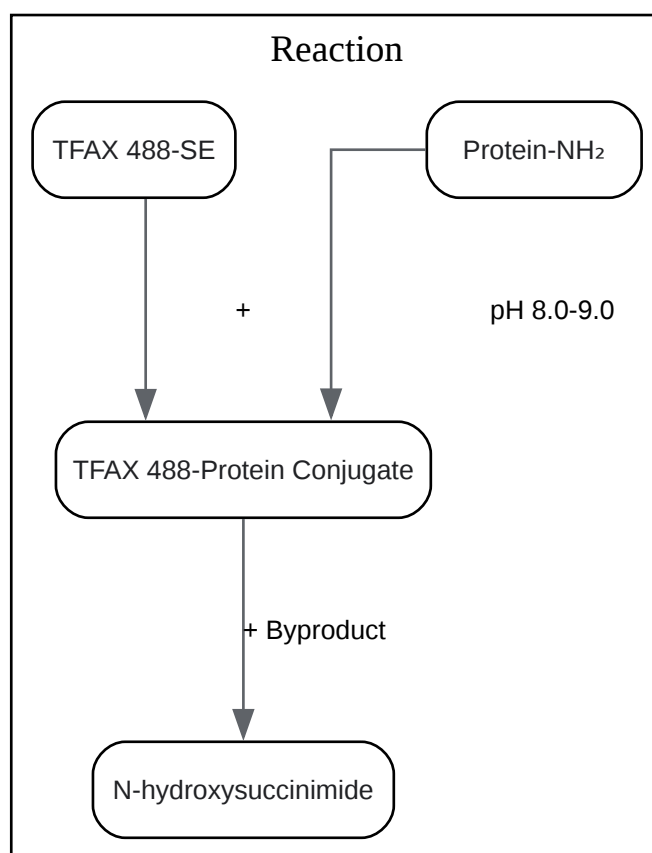 Reaction
TFAX 488-SE
Protein-NH₂
+
pH 8.0-9.0
TFAX 488-Protein Conjugate
+ Byproduct
N-hydroxysuccinimide